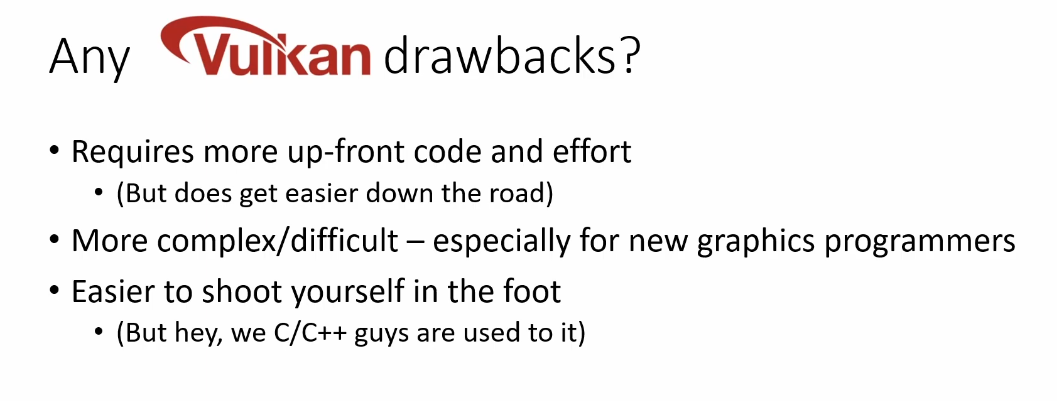 Any Vulkan drawbacks?
• Requires more up-front code and effort
• (But does get easier down the road)
• More complex/difficult – especially for new graphics programmers
• Easier to shoot yourself in the foot
• (But hey, we C/C++ guys are used to it)